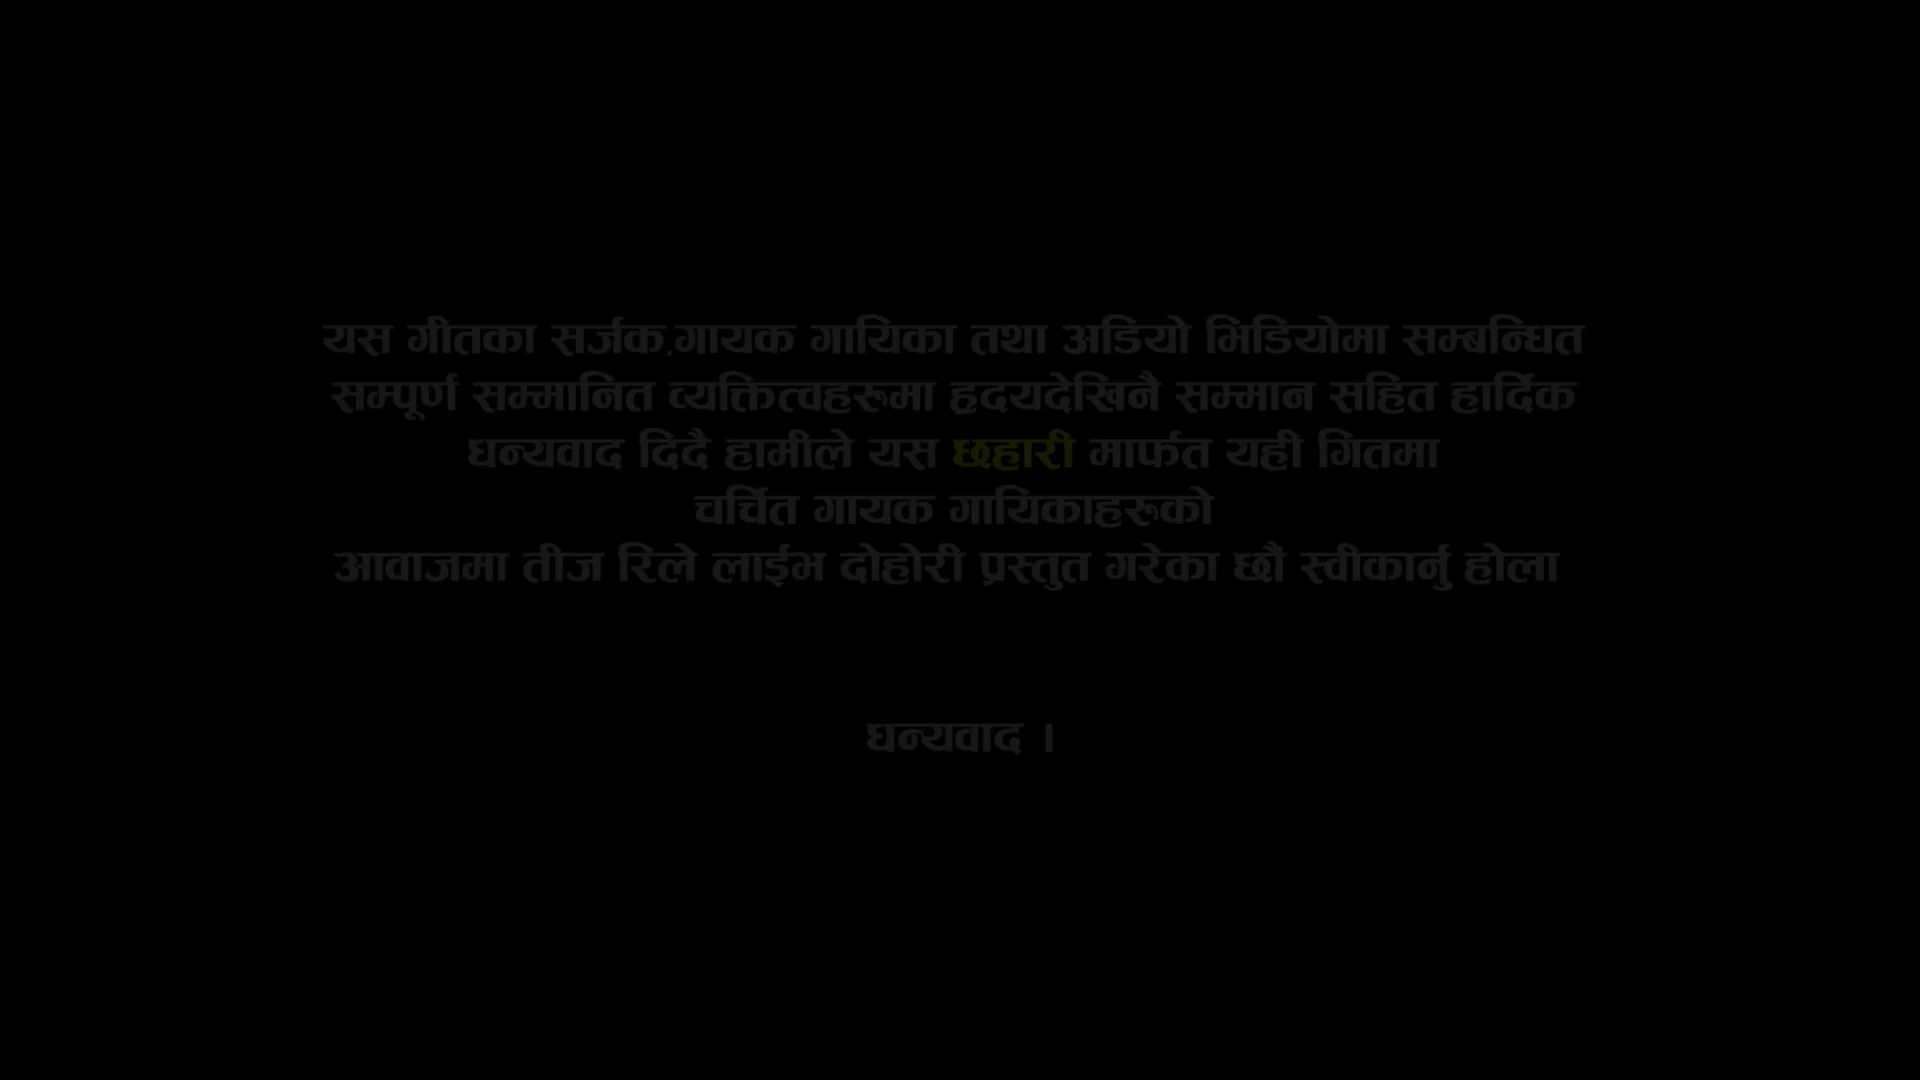 यस गीतका सर्जक,गायक गायिका तथा अडियो भिडियोमा सम्बन्धित
सम्पूर्ण सम्मानित व्यक्तित्वहरुमा हृदयदेखिनै सम्मान सहित हार्दिक
धन्यवाद दिदै हामीले यस छहारी मार्फत यही गितमा
चर्चित गायक गायिकाहरुको
आवाजमा तीज रिले लाईभ दोहोरी प्रस्तुत गरेका छौं स्वीकार्नु होला
धन्यवाद ।